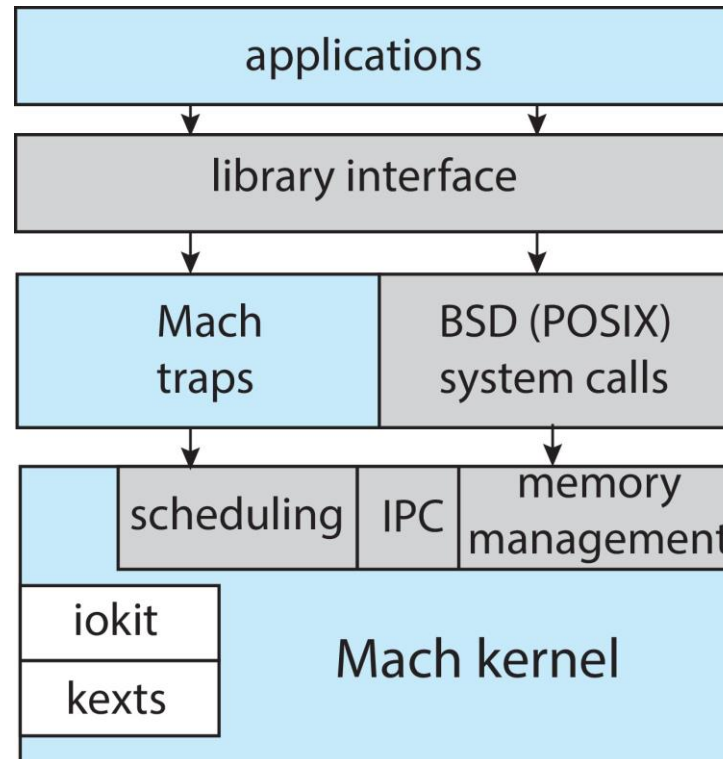 applications
library interface
Mach
traps
BSD (POSIX)
system calls
scheduling
IPC
memory
management
iokit
kexts
Mach kernel